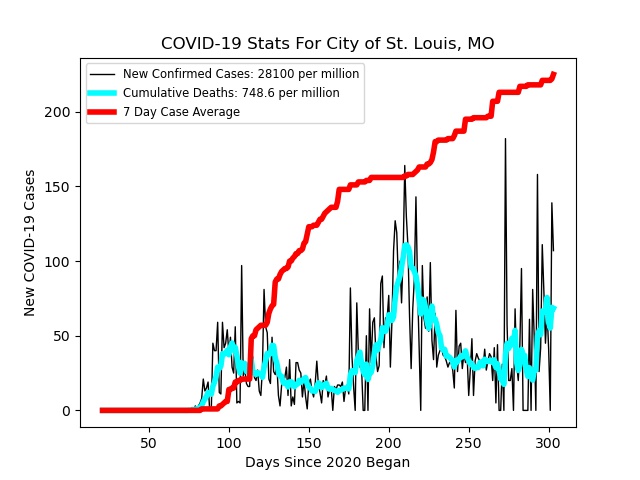 COVID-19 Stats For City of St. Louis, MO
New Confirmed Cases: 28100 per million
Cumulative Deaths: 748.6 per million
7 Day Case Average
New COVID-19 Cases
200
150
100
50
0
50 100 150 200 250 300
Days Since 2020 Began